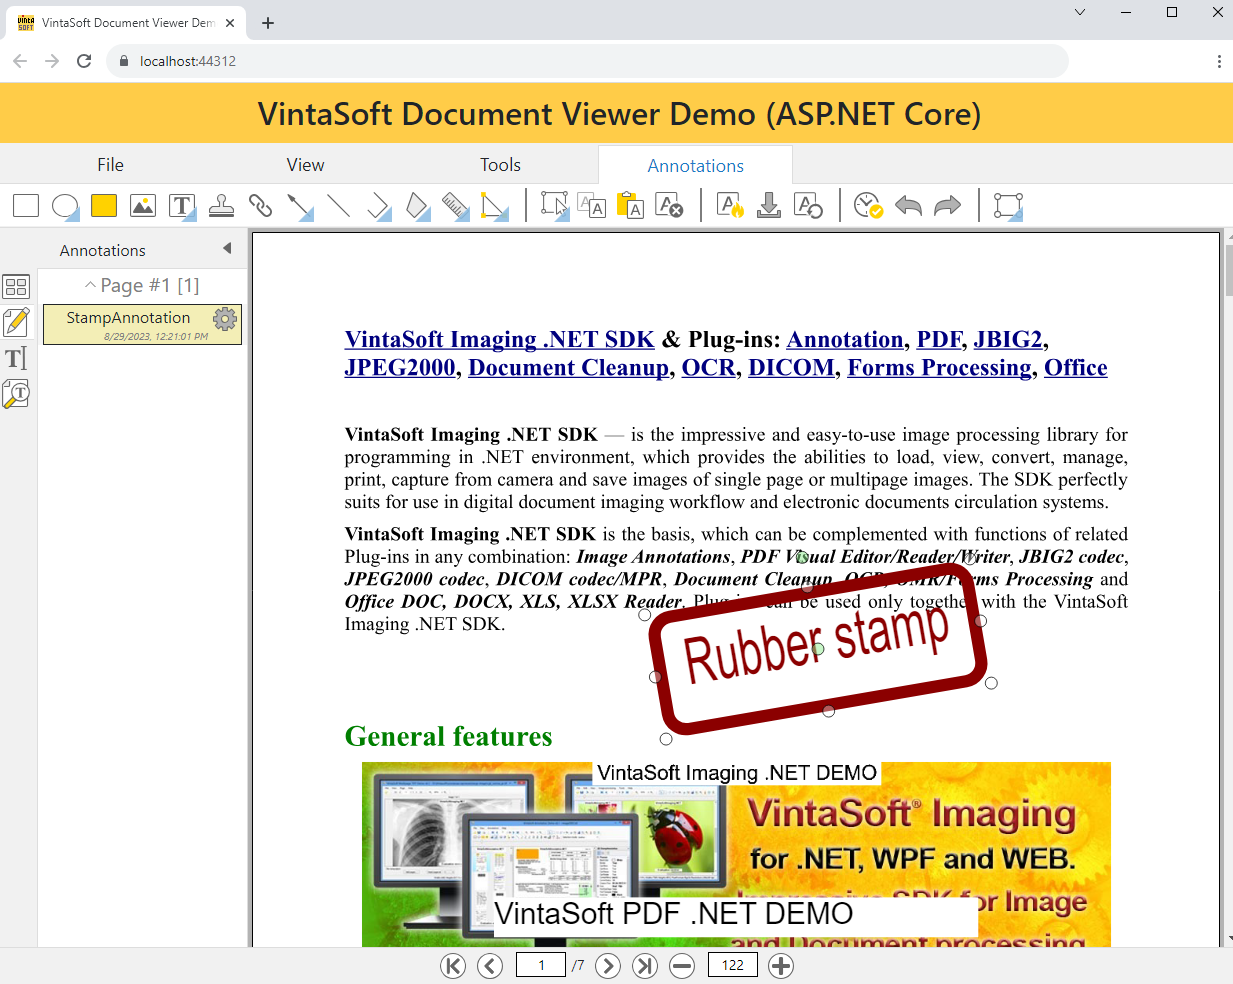 VintaSoft Document Viewer Dem
localhost:44312
VintaSoft Document Viewer Demo (ASP.NET Core)
File View Tools Annotations
Annotations
Page #1 [1]
StampAnnotation
8/29/2023, 12:21:01 PM
VintaSoft Imaging .NET SDK & Plug-ins: Annotation, PDF, JBIG2,
JPEG2000, Document Cleanup, OCR, DICOM, Forms Processing, Office
VintaSoft Imaging .NET SDK — is the impressive and easy-to-use image processing library for
programming in .NET environment, which provides the abilities to load, view, convert, manage,
print, capture from camera and save images of single page or multipage images. The SDK perfectly
suits for use in digital document imaging workflow and electronic documents circulation systems.
VintaSoft Imaging .NET SDK is the basis, which can be complemented with functions of related
Plug-ins in any combination: Image Annotations, PDF Visual Editor/Reader/Writer, JBIG2 codec,
JPEG2000 codec, DICOM codec/MPR, Document Cleanup, OCR, OMR/Forms Processing and
Office DOC, DOCX, XLS, XLSX Reader. Plug-ins can be used only together with the VintaSoft
Imaging .NET SDK.
Rubber stamp
General features
VintaSoft Imaging .NET DEMO
VintaSoft® Imaging
for .NET, WPF and WEB.
Impressive SDK for Image
VintaSoft PDF .NET DEMO
and Document processing
1 /7 122